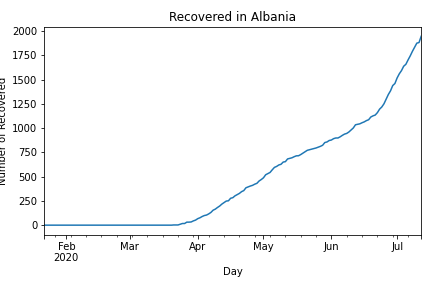 Recovered in Albania
Number of Recovered
2000
1750
1500
1250
1000
750
500
250
0
Feb
2020
Mar
Apr
May
Jun
Jul
Day